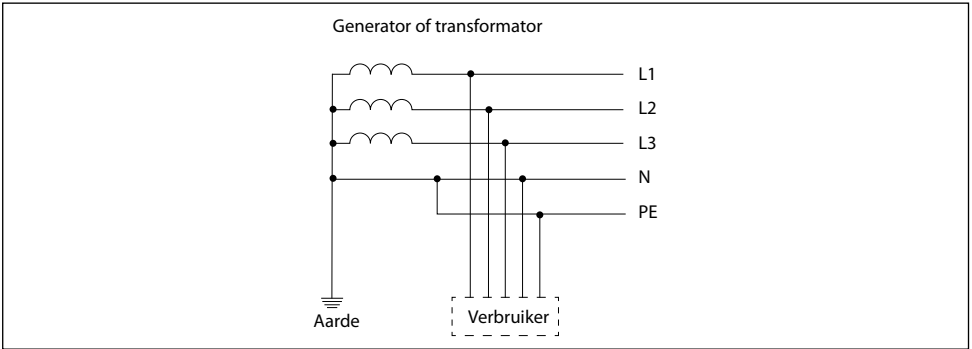 Generator of transformator
L1
L2
L3
N
PE
Aarde
Verbruiker